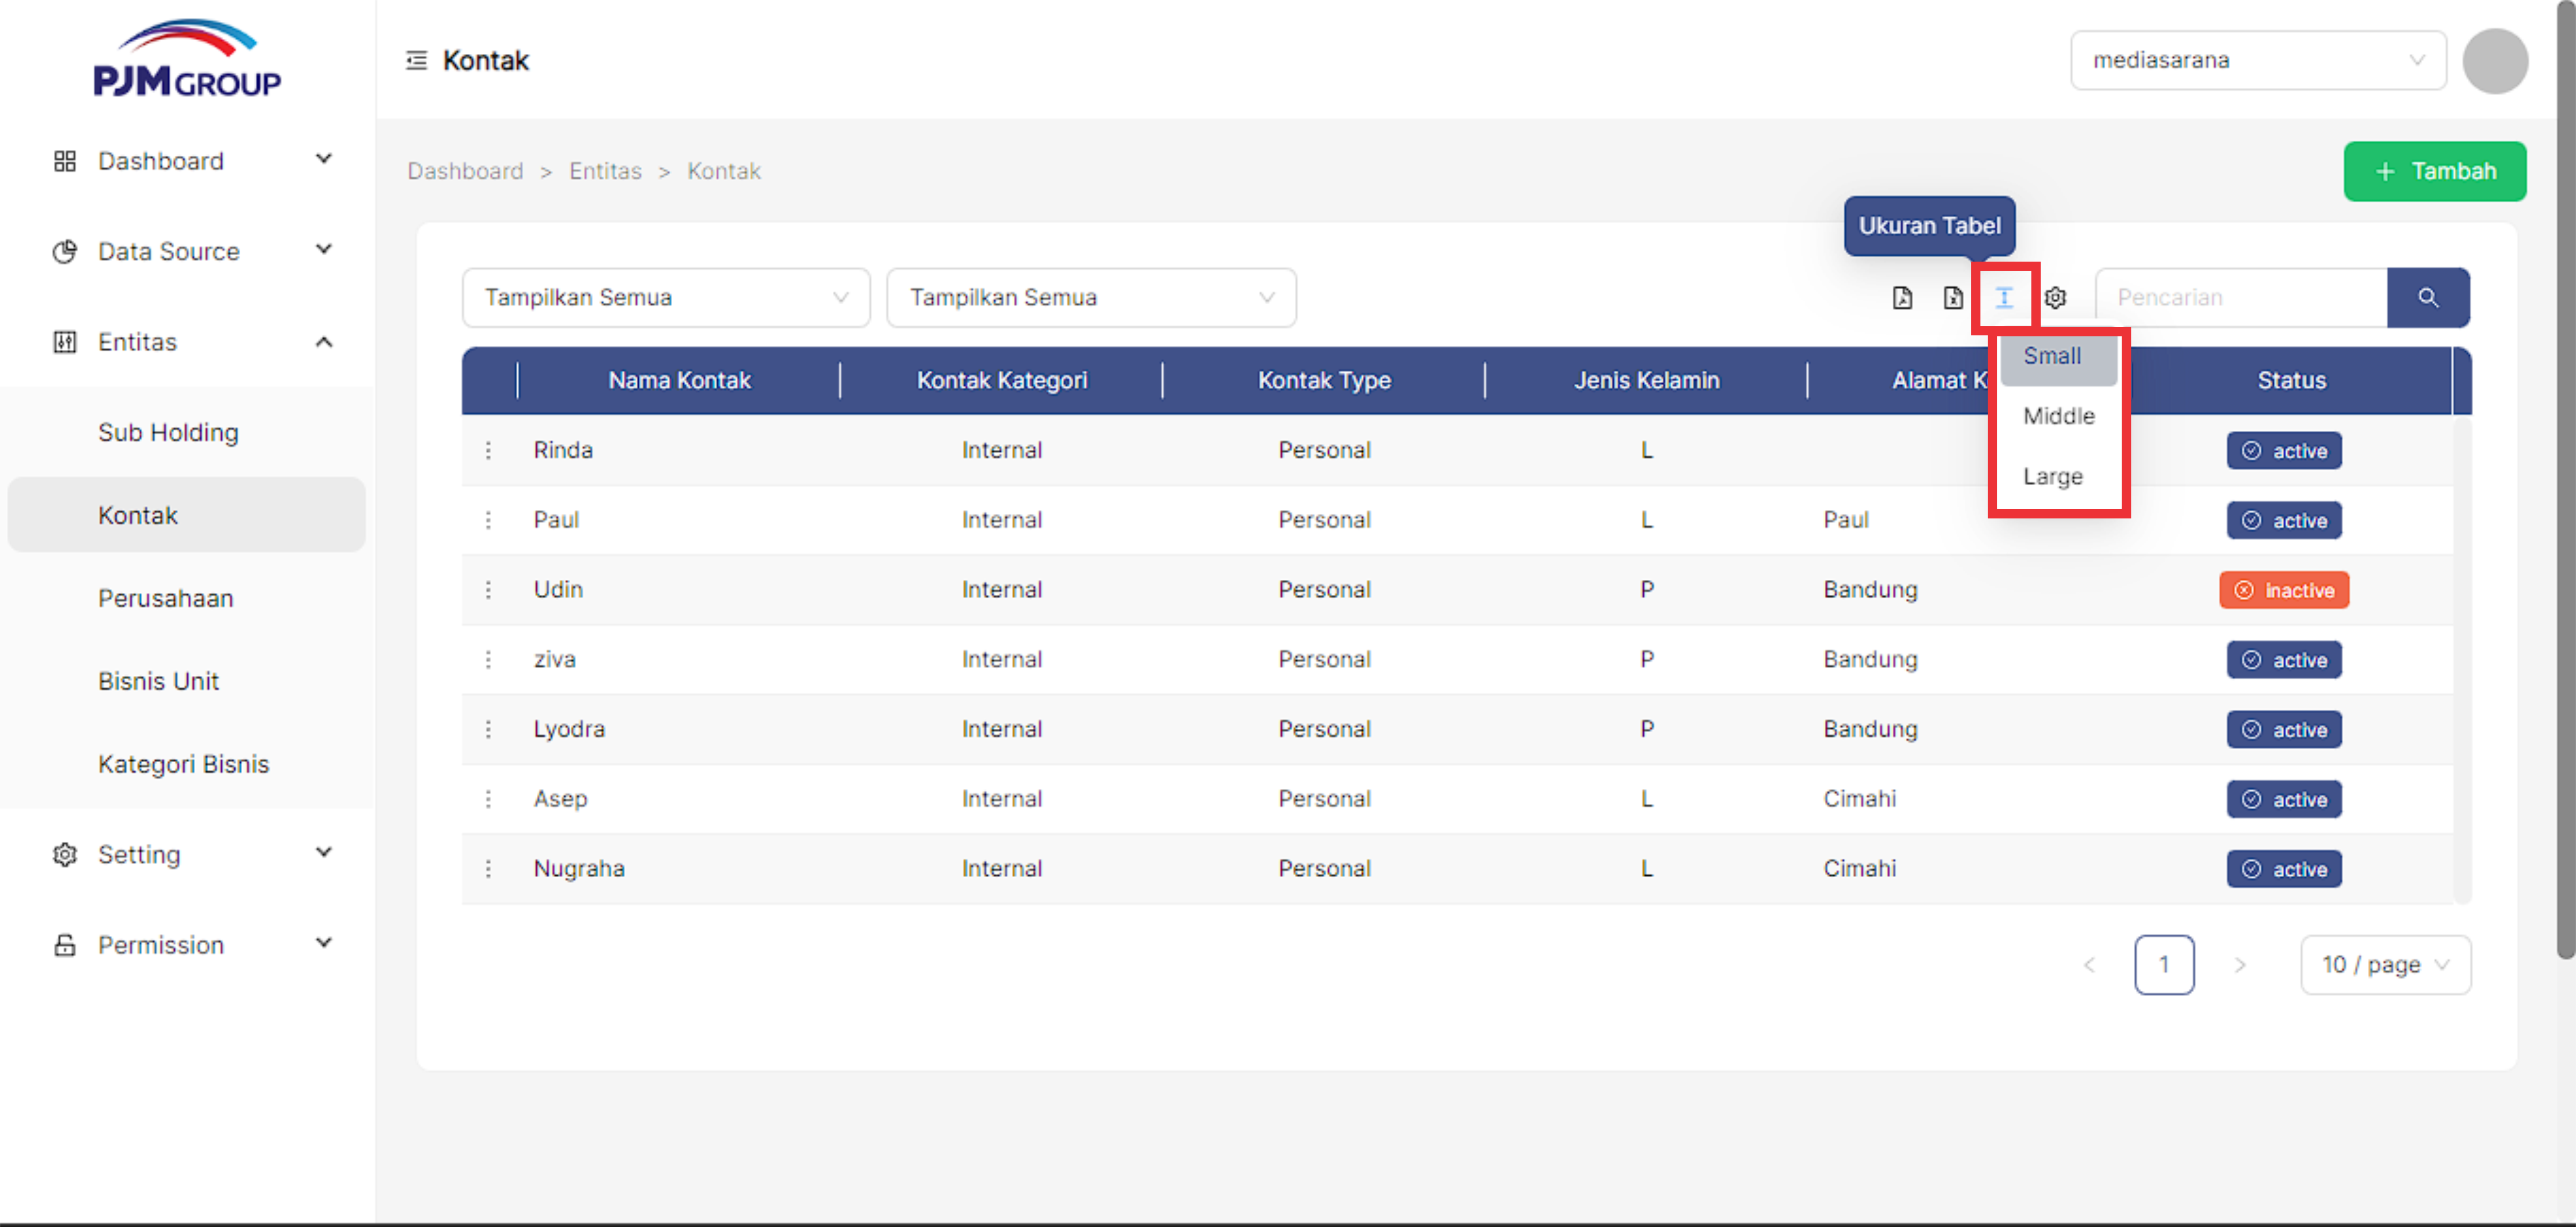 PJM GROUP
Kontak
mediasarana
Dashboard
Data Source
Entitas
Sub Holding
Kontak
Perusahaan
Bisnis Unit
Kategori Bisnis
Setting
Permission
Dashboard > Entitas > Kontak
+ Tambah
Ukuran Tabel
Tampilkan Semua
Tampilkan Semua
Pencarian
Small
Middle
Large
Nama Kontak Kontak Kategori Kontak Type Jenis Kelamin Alamat K Status
Rinda Internal Personal L active
Paul Internal Personal L Paul active
Udin Internal Personal P Bandung inactive
ziva Internal Personal P Bandung active
Lyodra Internal Personal P Bandung active
Asep Internal Personal L Cimahi active
Nugraha Internal Personal L Cimahi active
< 1 > 10 / page